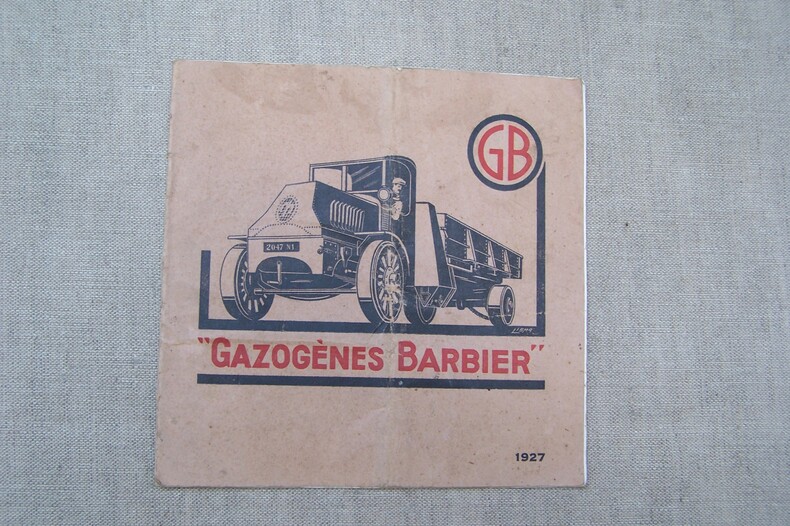 GB
2047 N1
"GAZOGÈNES BARBIER"
1927